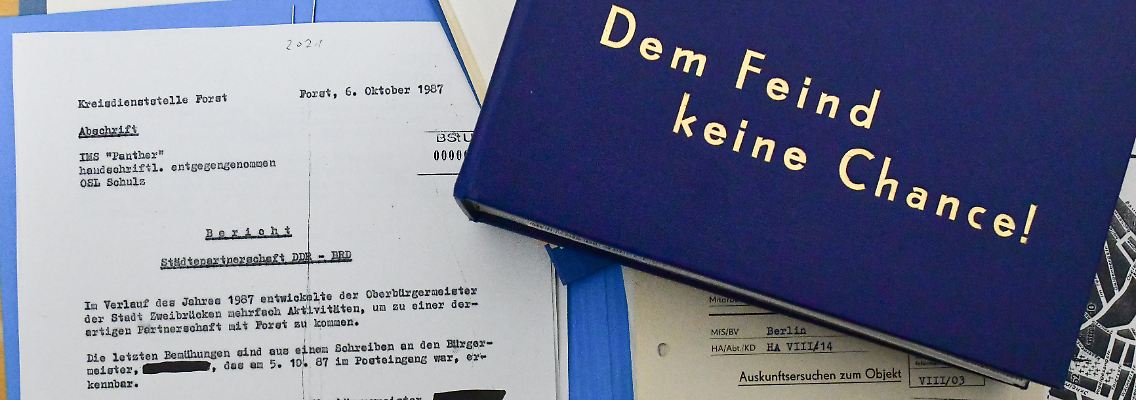 2021
Kreisdienststelle Forst
Forst, 6. Oktober 1987
Abschrift
BStU
0000
IMS "Panther"
handschriftl. entgegengenommen
OSL Schulz
Bericht
Städtepartnerschaft DDR - BRD
Im Verlauf des Jahres 1987 entwickelte der Oberbürgermeister
der Stadt Zweibrücken mehrfach Aktivitäten, um zu einer der-
artigen Partnerschaft mit Forst zu kommen.
Die letzten Bemühungen sind aus einem Schreiben an den Bürger-
meister, , das am 5. 10. 87 im Posteingang war, er-
kennbar.
Dem Feind
keine Chance!
MfS/BV Berlin
HA/Abt./KD HA VIII/14
Auskunftsersuchen zum Objekt
VIII/03